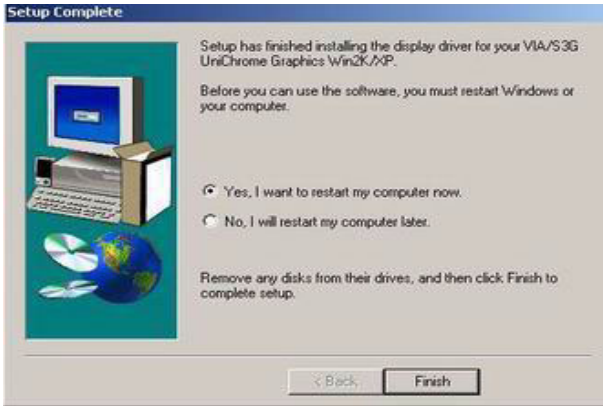 Setup Complete
Setup has finished installing the display driver for your VIA/S3G
UniChrome Graphics Win2K/XP.
Before you can use the software, you must restart Windows or
your computer.
Yes, I want to restart my computer now.
No, I will restart my computer later.
Remove any disks from their drives, and then click Finish to
complete setup.
< Back
Finish